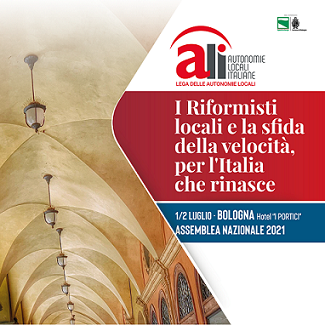 ali AUTONOMIE
LOCALI
ITALIANE
LEGA DELLE AUTONOMIE LOCALI
I Riformisti
locali e la sfida
della velocità,
per l'Italia
che rinasce
1/2 LUGLIO - BOLOGNA Hotel "I PORTICI"
ASSEMBLEA NAZIONALE 2021